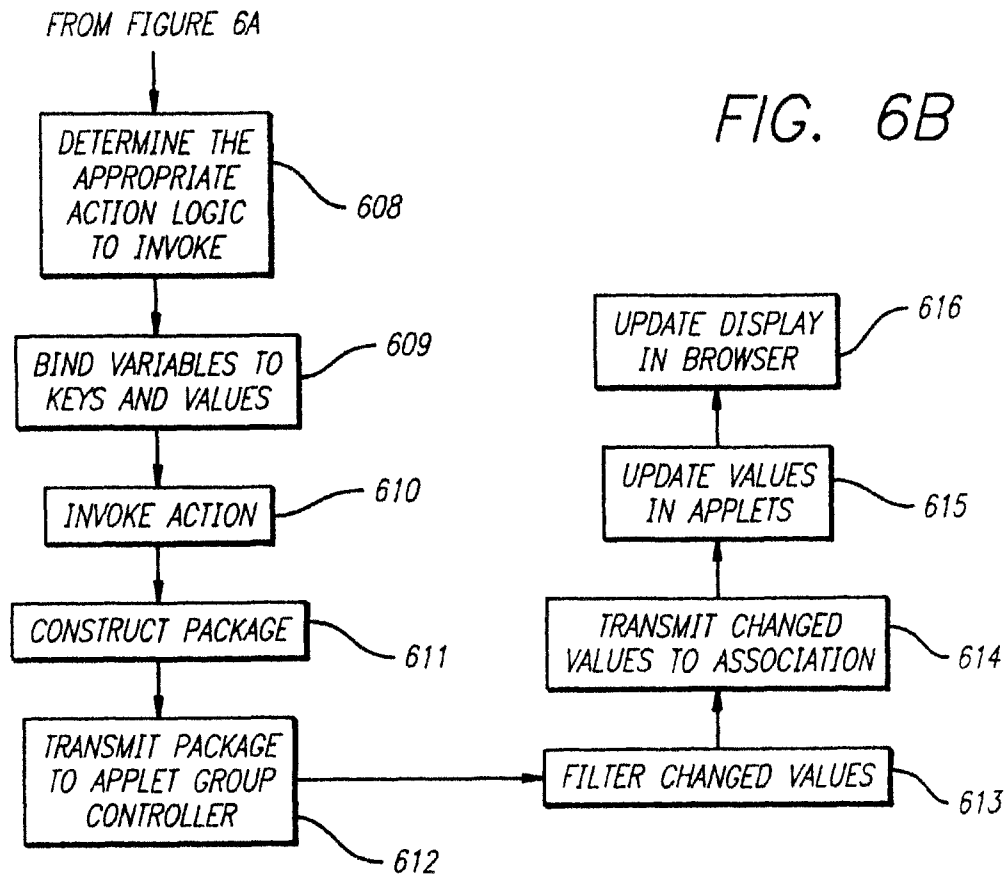 FROM FIGURE 6A
FIG. 6B
DETERMINE THE
APPROPRIATE
ACTION LOGIC
TO INVOKE
608
BIND VARIABLES TO
KEYS AND VALUES
609
INVOKE ACTION
610
CONSTRUCT PACKAGE
611
TRANSMIT PACKAGE
TO APPLET GROUP
CONTROLLER
612
FILTER CHANGED VALUES
613
TRANSMIT CHANGED
VALUES TO ASSOCIATION
614
UPDATE VALUES
IN APPLETS
615
UPDATE DISPLAY
IN BROWSER
616